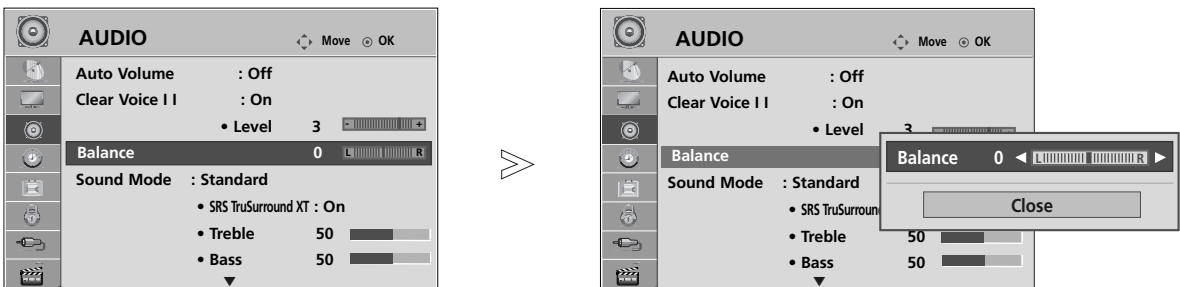 AUDIO Move OK
Auto Volume : Off
Clear Voice I I : On
• Level 3 - +
Balance 0 L R
Sound Mode : Standard
• SRS TruSurround XT : On
• Treble 50
• Bass 50
AUDIO Move OK
Auto Volume : Off
Clear Voice I I : On
• Level 3
Balance
Sound Mode : Standard
• SRS TruSurroun
• Treble 50
• Bass 50
Balance 0 L R
Close